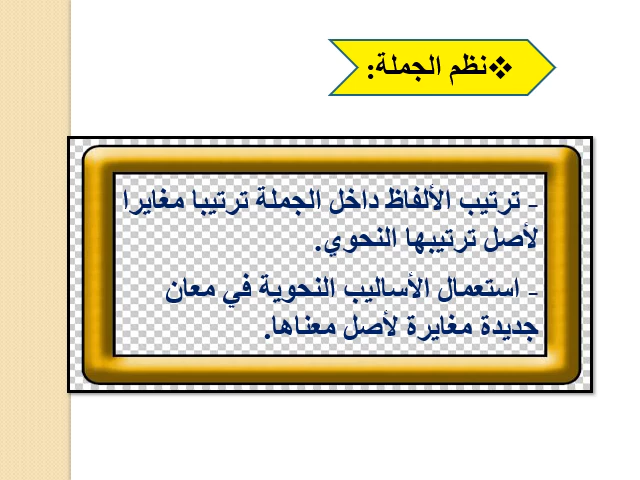 ❖نظم الجملة:
- ترتيب الألفاظ داخل الجملة ترتيبا مغايرا
لأصل ترتيبها النحوي.
- استعمال الأساليب النحوية في معان
جديدة مغايرة لأصل معناها.